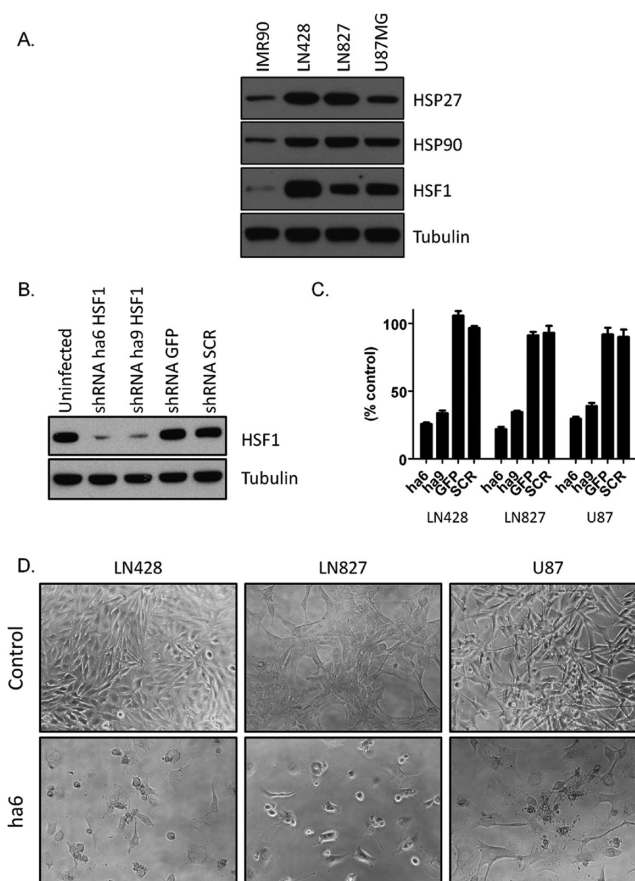 A.
IMR90
LN428
LN827
U87MG
HSP27
HSP90
HSF1
Tubulin
B.
Uninfected
shRNA ha6 HSF1
shRNA ha9 HSF1
shRNA GFP
shRNA SCR
HSF1
Tubulin
C.
(% control)
100
50
0
ha6
ha9
GFP
SCR
ha6
ha9
GFP
SCR
ha6
ha9
GFP
SCR
LN428
LN827
U87
D.
LN428
LN827
U87
Control
ha6